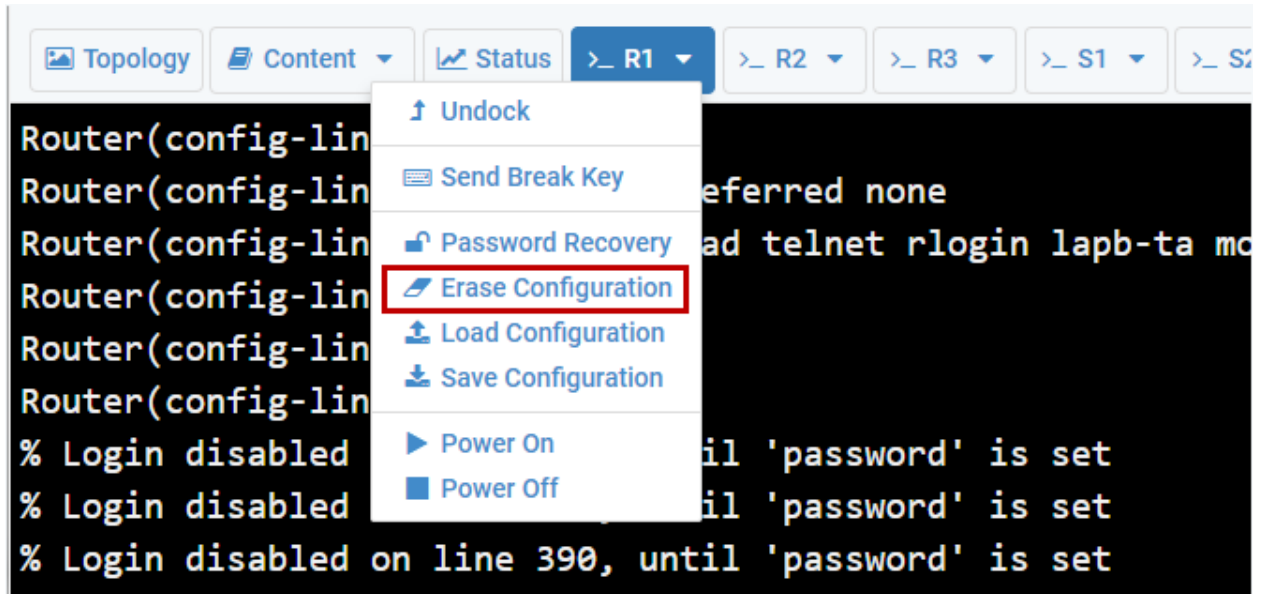 Topology Content Status >_ R1 >_ R2 >_ R3 >_ S1 >_
Undock
Send Break Key
Password Recovery
Erase Configuration
Load Configuration
Save Configuration
Power On
Power Off
Router(config-lin
Router(config-lin eferred none
Router(config-lin ad telnet rlogin lapb-ta mo
Router(config-lin
Router(config-lin
Router(config-lin
% Login disabled il 'password' is set
% Login disabled il 'password' is set
% Login disabled on line 390, until 'password' is set